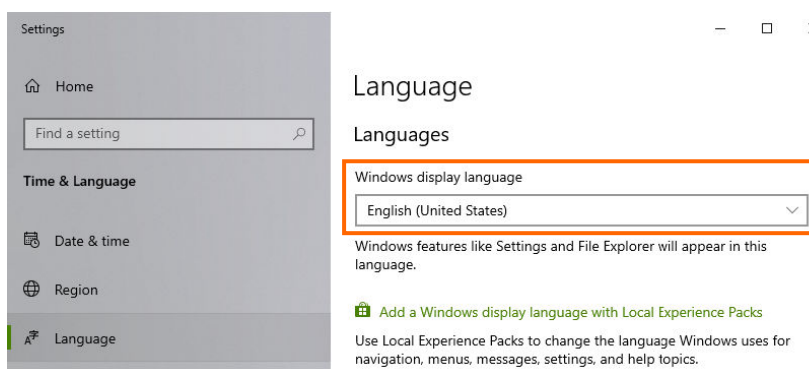 Settings
Home
Find a setting
Time & Language
Date & time
Region
Language
Language
Languages
Windows display language
English (United States)
Windows features like Settings and File Explorer will appear in this
language.
Add a Windows display language with Local Experience Packs
Use Local Experience Packs to change the language Windows uses for
navigation, menus, messages, settings, and help topics.